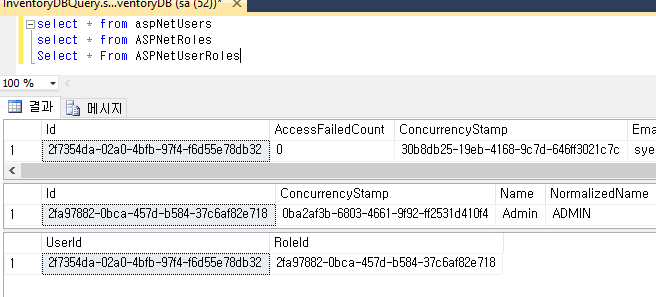 InventoryDBQuery.s...ventoryDB (sa (52))*
select * from aspNetUsers
select * from ASPNetRoles
Select * From ASPNetUserRoles
100 %
결과 메시지
Id AccessFailedCount ConcurrencyStamp Ema
1 2f7354da-02a0-4bfb-97f4-f6d55e78db32 0 30b8db25-19eb-4168-9c7d-646ff3021c7c sye
Id ConcurrencyStamp Name NormalizedName
1 2fa97882-0bca-457d-b584-37c6af82e718 0ba2af3b-6803-4661-9f92-ff2531d410f4 Admin ADMIN
UserId RoleId
1 2f7354da-02a0-4bfb-97f4-f6d55e78db32 2fa97882-0bca-457d-b584-37c6af82e718